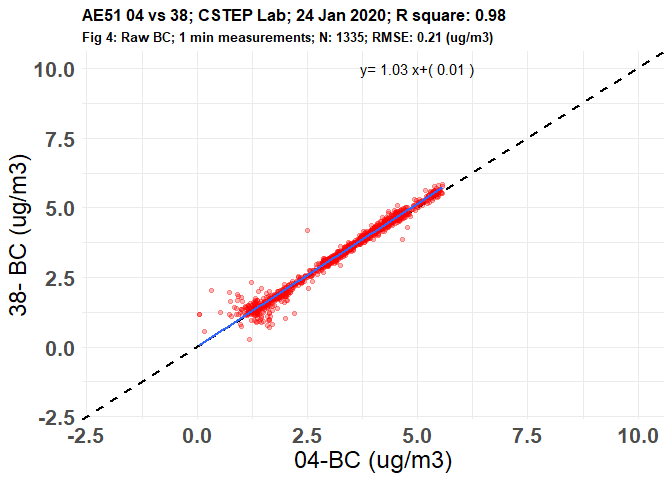 AE51 04 vs 38; CSTEP Lab; 24 Jan 2020; R square: 0.98
Fig 4: Raw BC; 1 min measurements; N: 1335; RMSE: 0.21 (ug/m3)
y= 1.03 x+( 0.01 )
10.0
7.5
5.0
2.5
0.0
-2.5
38- BC (ug/m3)
-2.5 0.0 2.5 5.0 7.5 10.0
04-BC (ug/m3)